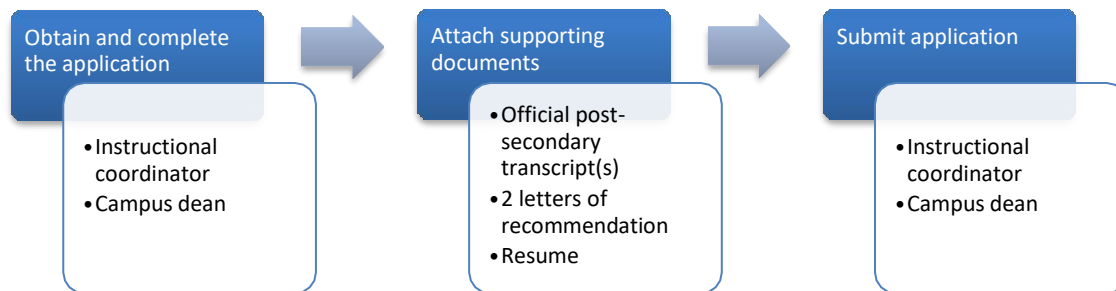 Obtain and complete
the application
•Instructional
coordinator
•Campus dean
Attach supporting
documents
•Official post-
secondary
transcript(s)
•2 letters of
recommendation
•Resume
Submit application
•Instructional
coordinator
•Campus dean